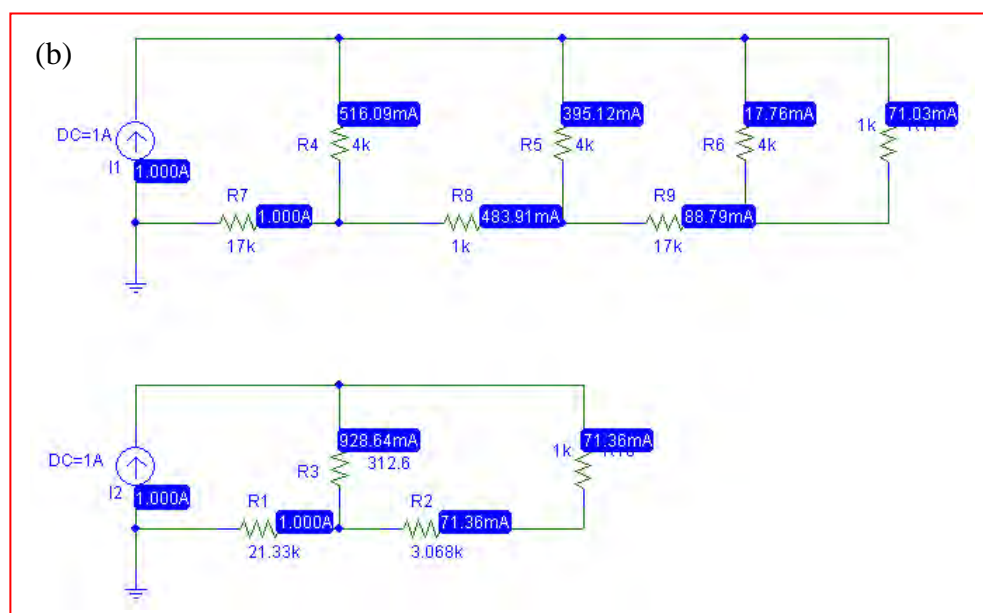 (b)
516.09mA
395.12mA
17.76mA
71.03mA
DC=1A
R4
4k
R5
4k
R6
4k
1k
I1
1.000A
R7
1.000A
R8
483.91mA
R9
88.79mA
17k
1k
17k
928.64mA
71.36mA
DC=1A
R3
312.6
1k
I2
1.000A
R1
1.000A
R2
71.36mA
21.33k
3.068k